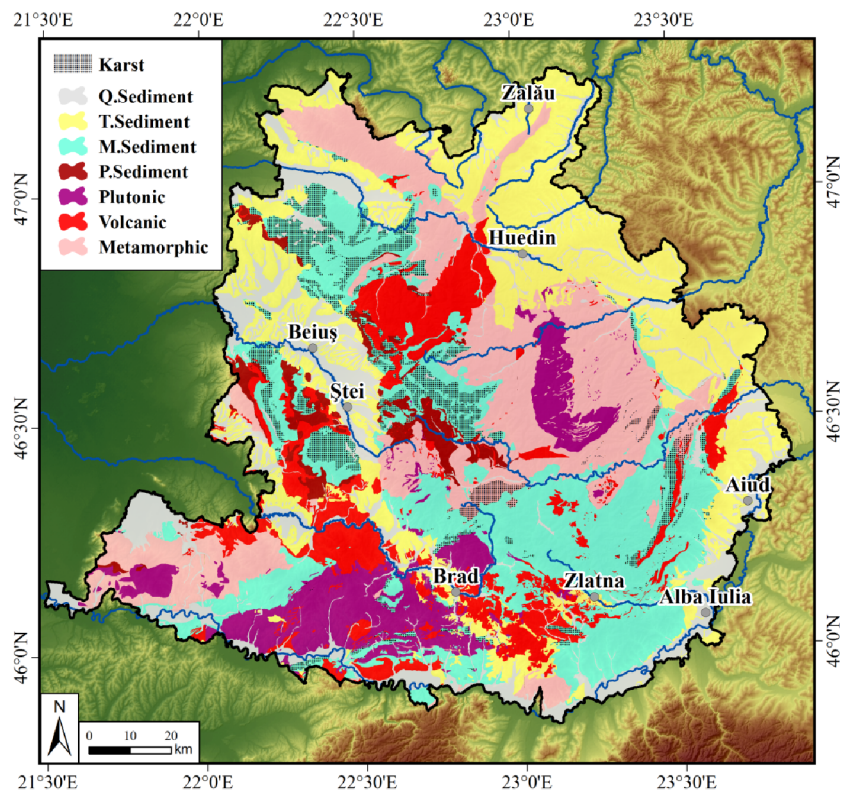 21°30'E 22°0'E 22°30'E 23°0'E 23°30'E
Karst
Q.Sediment
T.Sediment
M.Sediment
P.Sediment
Plutonic
Volcanic
Metamorphic
Zalău
47°0'N 47°0'N
Huedin
Beiuş
Ştei
46°30'N 46°30'N
Aiud
Brad
Zlatna
Alba Iulia
46°0'N 46°0'N
N
0 10 20
km
21°30'E 22°0'E 22°30'E 23°0'E 23°30'E